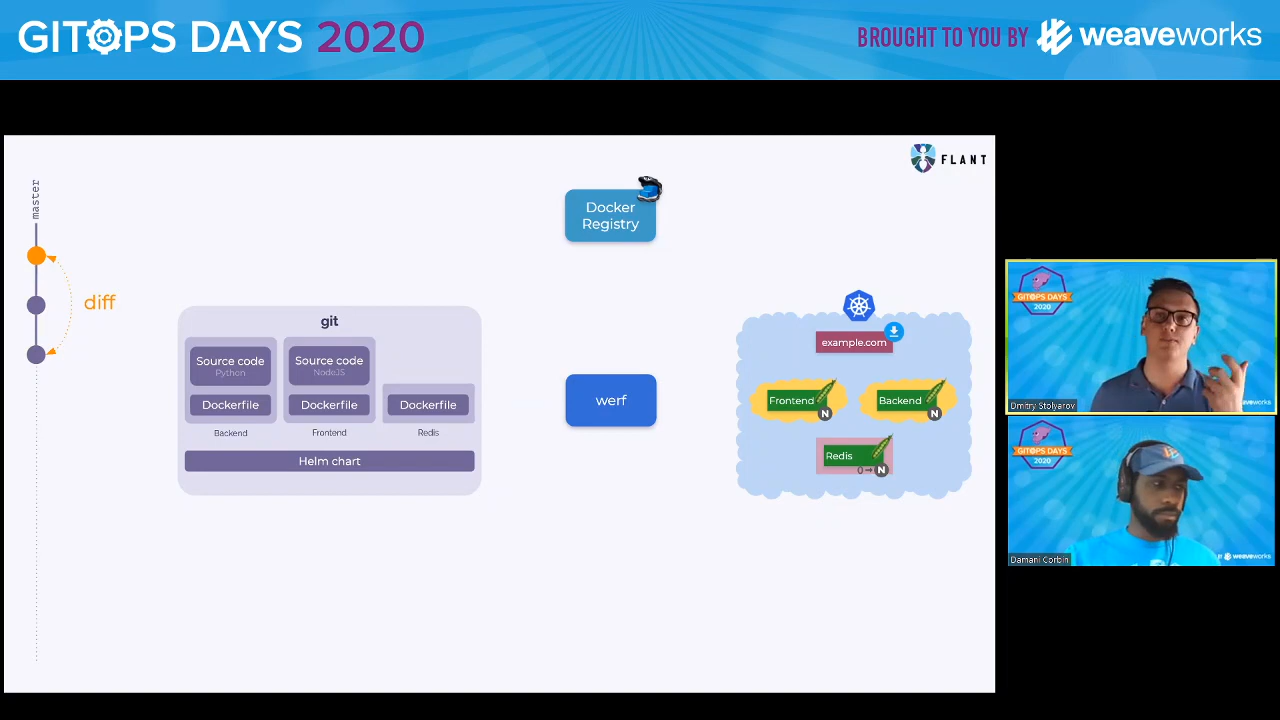 GITOPS DAYS 2020
BROUGHT TO YOU BY weaveworks
FLANT
master
diff
Docker
Registry
git
Source code
Python
Source code
NodeJS
Dockerfile
Dockerfile
Dockerfile
Backend
Frontend
Redis
Helm chart
werf
example.com
Frontend
N
Backend
N
Redis
0→N
GITOPS DAYS
2020
Dmitry Stolyarov
GITOPS DAYS
2020
Damani Corbin
weaveworks